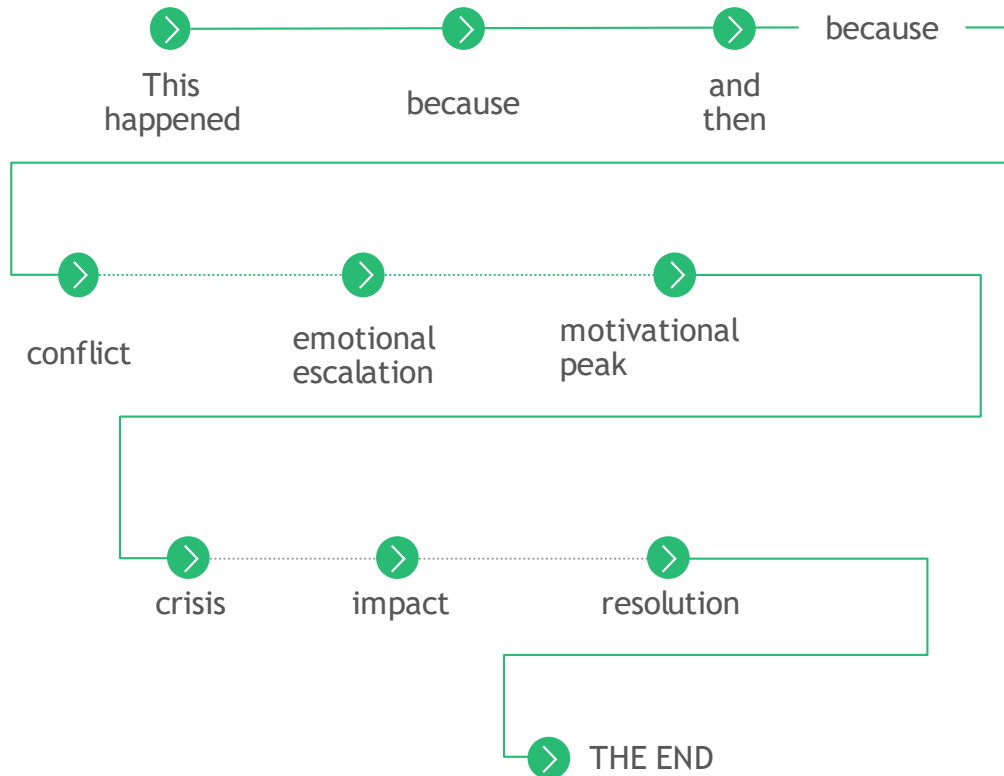 because
This
happened
because
and
then
conflict
emotional
escalation
motivational
peak
crisis
impact
resolution
THE END